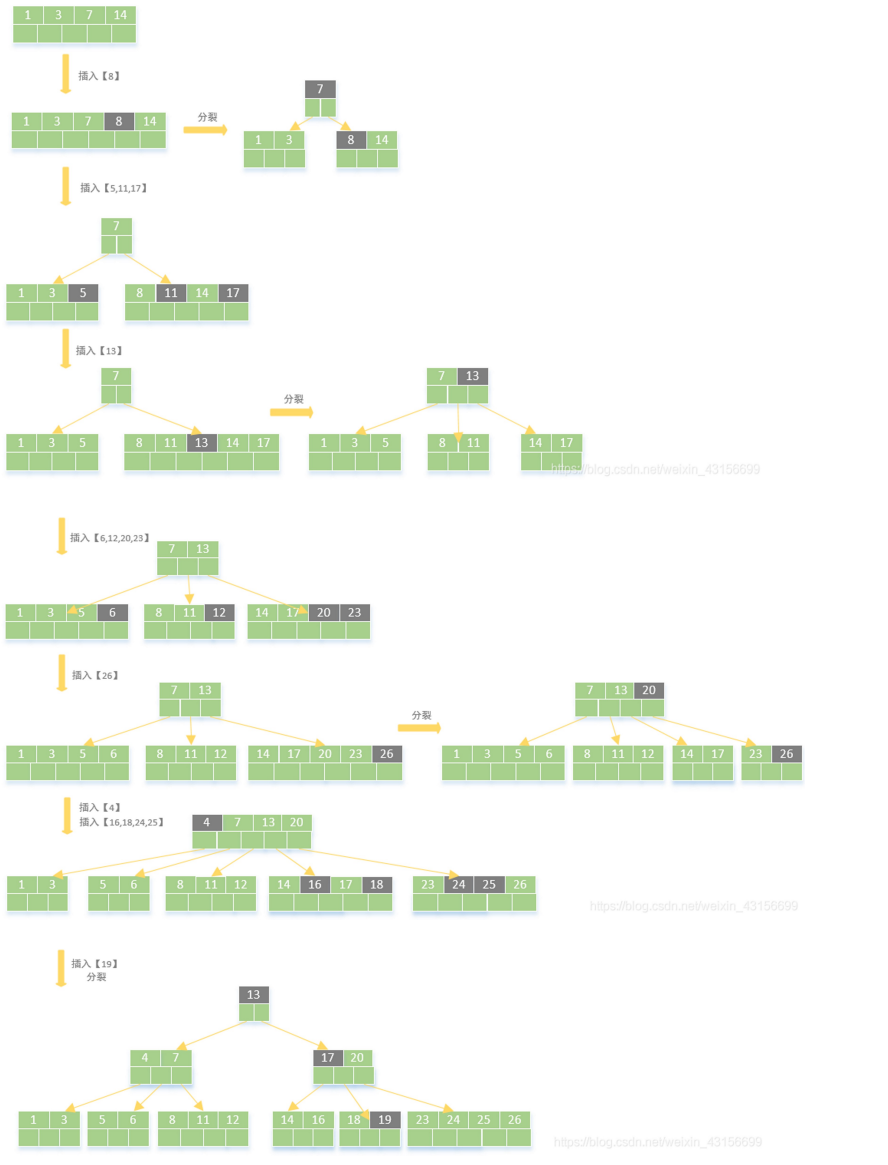 1 3 7 14
插入【8】
7
1 3 7 8 14
分裂
1 3 8 14
插入【5,11,17】
7
1 3 5 8 11 14 17
插入【13】
7 7 13
分裂
1 3 5 8 11 13 14 17 1 3 5 8 11 14 17
https://blog.csdn.net/weixin_43156699
插入【6,12,20,23】
7 13
1 3 5 6 8 11 12 14 17 20 23
插入【26】
7 13 7 13 20
分裂
1 3 5 6 8 11 12 14 17 20 23 26 1 3 5 6 8 11 12 14 17 23 26
插入【4】
插入【16,18,24,25】
4 7 13 20
1 3 5 6 8 11 12 14 16 17 18 23 24 25 26
https://blog.csdn.net/weixin_43156699
插入【19】
分裂
13
4 7 17 20
1 3 5 6 8 11 12 14 16 18 19 23 24 25 26
https://blog.csdn.net/weixin_43156699